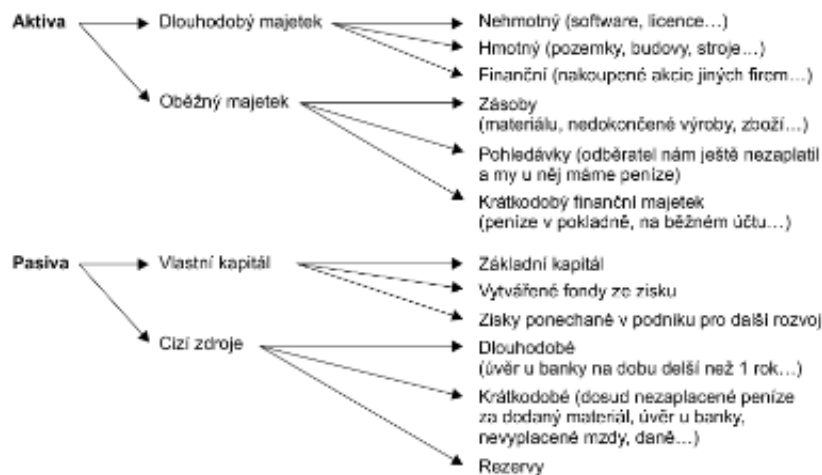 Aktiva
Dlouhodobý majetek
Nehmotný (software, licence…)
Hmotný (pozemky, budovy, stroje…)
Finanční (nakoupené akcie jiných firem…)
Oběžný majetek
Zásoby
(materiálu, nedokončené výroby, zboží…)
Pohledávky (odběratel nám ještě nezaplatil
a my u něj máme peníze)
Krátkodobý finanční majetek
(peníze v pokladně, na běžném účtu…)
Pasiva
Vlastní kapitál
Základní kapitál
Vytvářené fondy ze zisku
Zisky ponechané v podniku pro další rozvoj
Cizí zdroje
Dlouhodobé
(úvěr u banky na dobu delší než 1 rok…)
Krátkodobé (dosud nezaplacené peníze
za dodaný materiál, úvěr u banky,
nevyplacené mzdy, daně…)
Rezervy